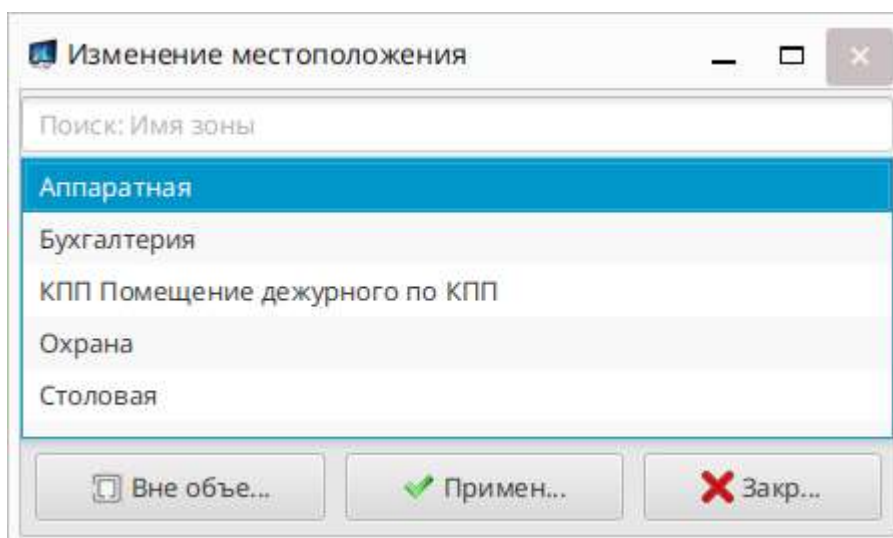 Изменение местоположения
Поиск: Имя зоны
Аппаратная
Бухгалтерия
КПП Помещение дежурного по КПП
Охрана
Столовая
Вне объе... Примен... Закр...